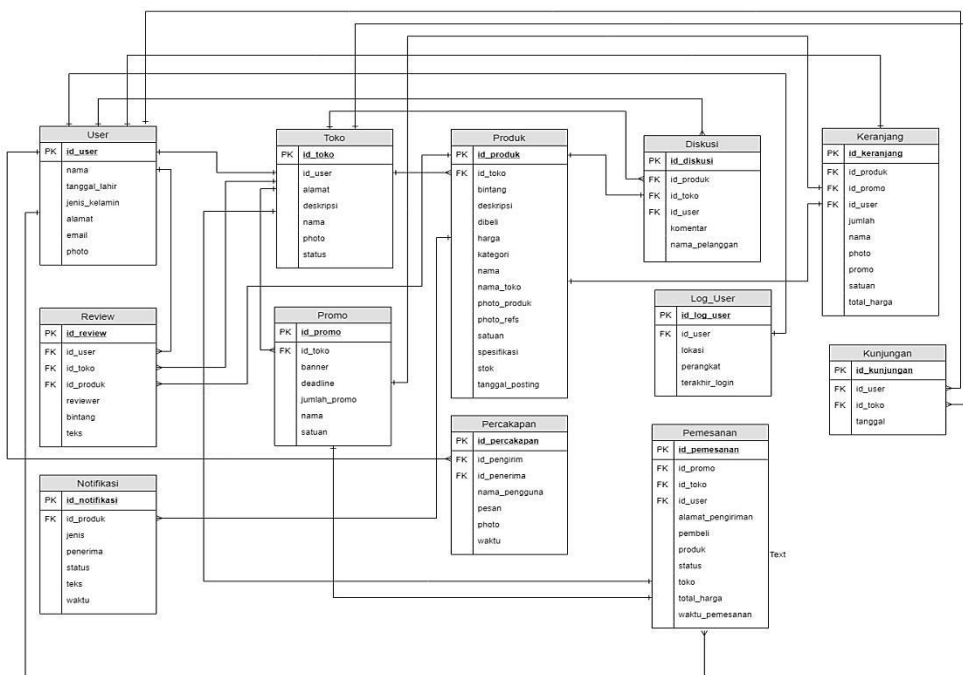 User
PK id_user
nama
tanggal_lahir
jenis_kelamin
alamat
email
photo
Toko
PK id_toko
id_user
alamat
deskripsi
nama
photo
status
Produk
PK id_produk
FK id_toko
bintang
deskripsi
dibeli
harga
kategori
nama
nama_toko
photo_produk
photo_refs
satuan
spesifikasi
stok
tanggal_posting
Diskusi
PK id_diskusi
FK id_produk
FK id_toko
FK id_user
komentar
nama_pelanggan
Keranjang
PK id_keranjang
FK id_produk
FK id_promo
FK id_user
jumlah
nama
photo
promo
satuan
total_harga
Review
PK id_review
FK id_user
FK id_toko
FK id_produk
reviewer
bintang
teks
Promo
PK id_promo
FK id_toko
banner
deadline
jumlah_promo
nama
satuan
Log_User
PK id_log_user
FK id_user
lokasi
perangkat
terakhir_login
Kunjungan
PK id_kunjungan
FK id_user
FK id_toko
tanggal
Notifikasi
PK id_notifikasi
FK id_produk
jenis
penerima
status
teks
waktu
Percakapan
PK id_percakapan
FK id_pengirim
FK id_penerima
nama_pengguna
pesan
photo
waktu
Pemesanan
PK id_pemesanan
FK id_promo
FK id_toko
FK id_user
alamat_pengiriman
pembeli
produk
status
toko
total_harga
waktu_pemesanan
Text